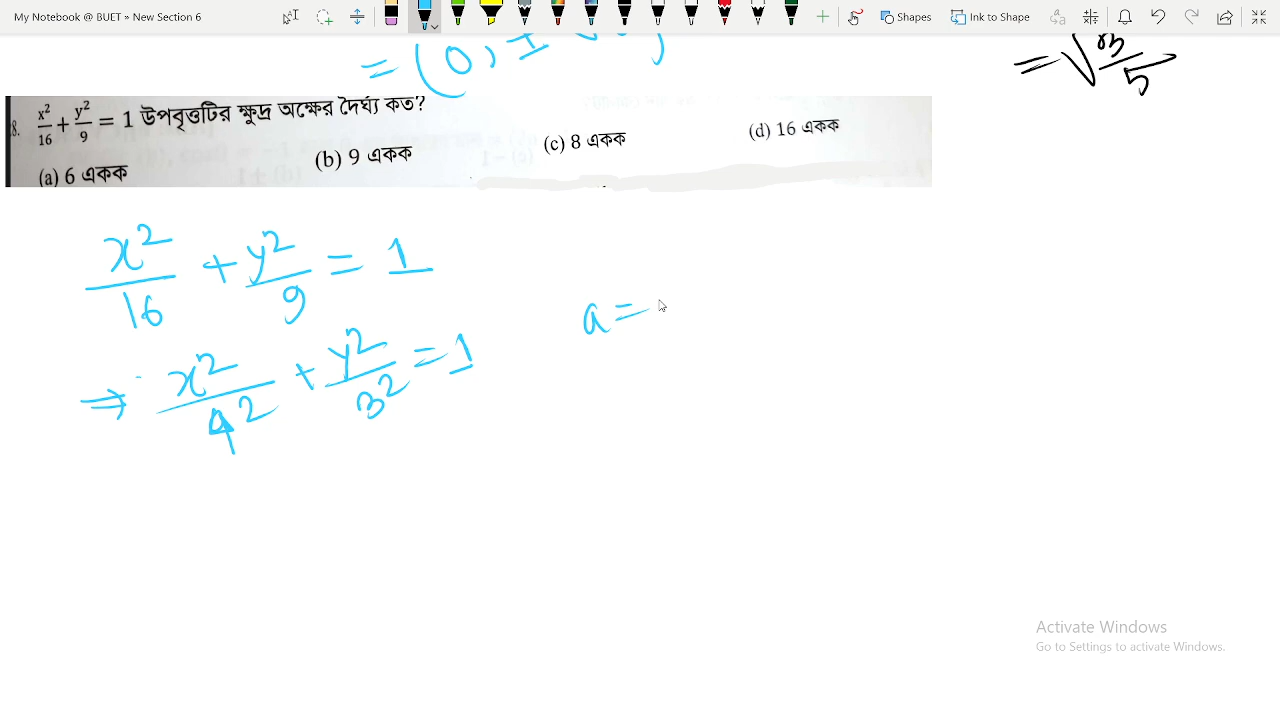 My Notebook @ BUET • New Section 6
Shapes
Ink to Shape
= (0, ±
= √
5
8. x²/16 + y²/9 = 1 উপবৃত্তটির ক্ষুদ্র অক্ষের দৈর্ঘ্য কত?
(a) 6 একক (b) 9 একক (c) 8 একক (d) 16 একক
x²/16 + y²/9 = 1
a =
⇒ x²/4² + y²/3² = 1
Activate Windows
Go to Settings to activate Windows.